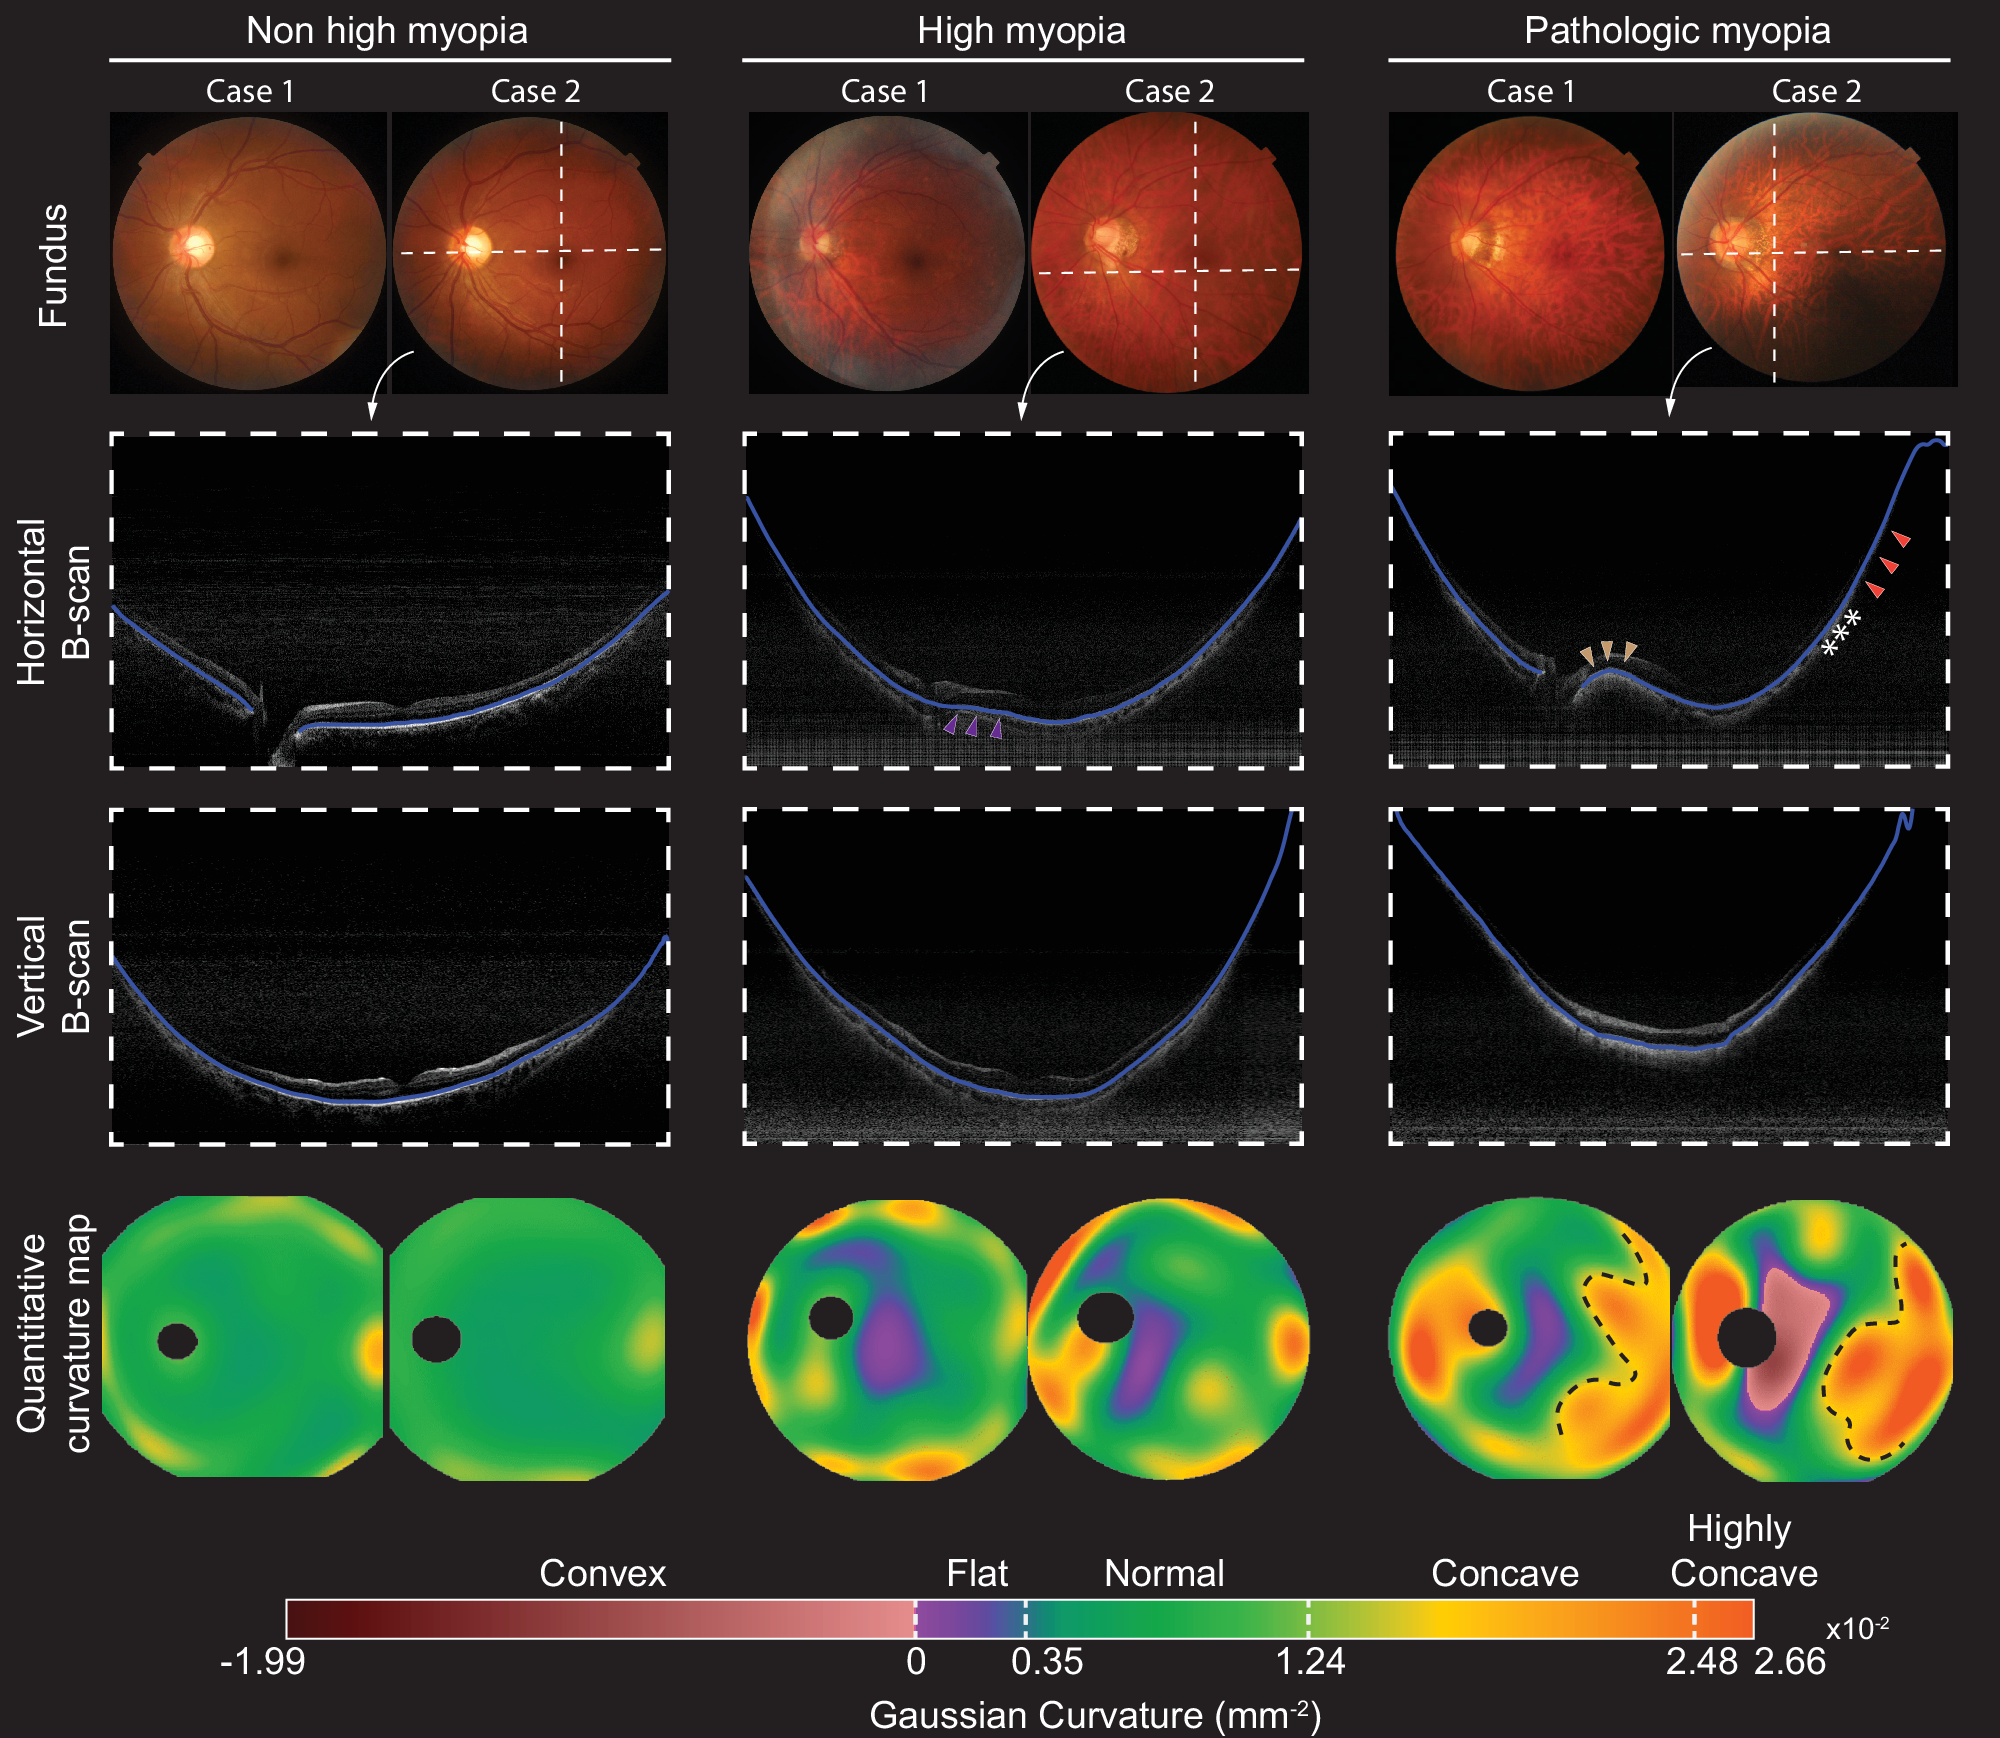 Non high myopia
High myopia
Pathologic myopia
Case 1
Case 2
Case 1
Case 2
Case 1
Case 2
Fundus
Horizontal
B-scan
***
Vertical
B-scan
Quantitative
curvature map
Convex
Flat
Normal
Concave
Highly
Concave
x10-2
-1.99
0
0.35
1.24
2.48
2.66
Gaussian Curvature (mm-2)